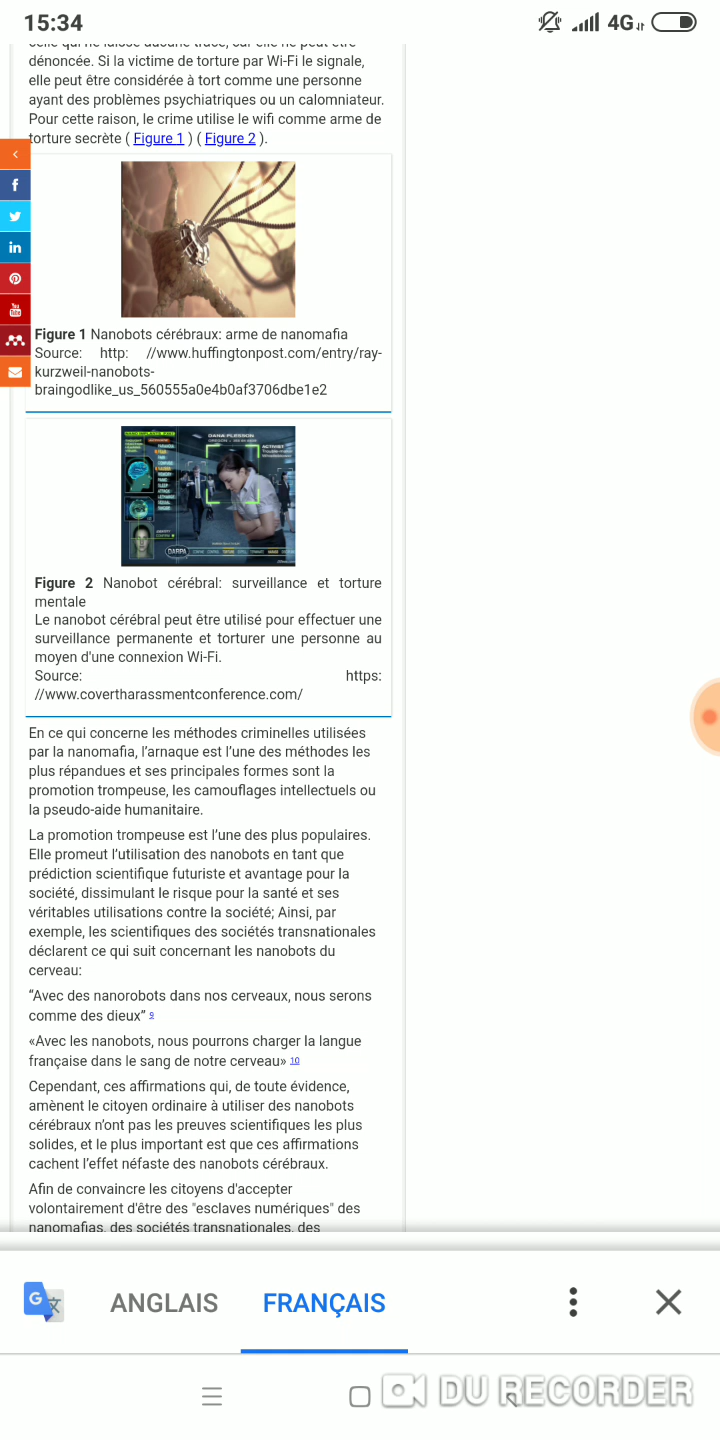 15:34
4G
dénoncée. Si la victime de torture par Wi-Fi le signale,
elle peut être considérée à tort comme une personne
ayant des problèmes psychiatriques ou un calomniateur.
Pour cette raison, le crime utilise le wifi comme arme de
torture secrète ( Figure 1 ) ( Figure 2 ).
Figure 1 Nanobots cérébraux: arme de nanomafia
Source: http: //www.huffingtonpost.com/entry/ray-
kurzweil-nanobots-
braingodlike_us_560555a0e4b0af3706dbe1e2
DANA PLESSON
ACTIVIST
DARPA
Figure 2 Nanobot cérébral: surveillance et torture
mentale
Le nanobot cérébral peut être utilisé pour effectuer une
surveillance permanente et torturer une personne au
moyen d'une connexion Wi-Fi.
Source: https:
//www.covertharassmentconference.com/
En ce qui concerne les méthodes criminelles utilisées
par la nanomafia, l’arnaque est l’une des méthodes les
plus répandues et ses principales formes sont la
promotion trompeuse, les camouflages intellectuels ou
la pseudo-aide humanitaire.
La promotion trompeuse est l’une des plus populaires.
Elle promeut l’utilisation des nanobots en tant que
prédiction scientifique futuriste et avantage pour la
société, dissimulant le risque pour la santé et ses
véritables utilisations contre la société; Ainsi, par
exemple, les scientifiques des sociétés transnationales
déclarent ce qui suit concernant les nanobots du
cerveau:
“Avec des nanorobots dans nos cerveaux, nous serons
comme des dieux” 9
«Avec les nanobots, nous pourrons charger la langue
française dans le sang de notre cerveau» 10
Cependant, ces affirmations qui, de toute évidence,
amènent le citoyen ordinaire à utiliser des nanobots
cérébraux n’ont pas les preuves scientifiques les plus
solides, et le plus important est que ces affirmations
cachent l’effet néfaste des nanobots cérébraux.
Afin de convaincre les citoyens d'accepter
volontairement d'être des "esclaves numériques" des
nanomafias, des sociétés transnationales, des
ANGLAIS FRANÇAIS
DU RECORDER